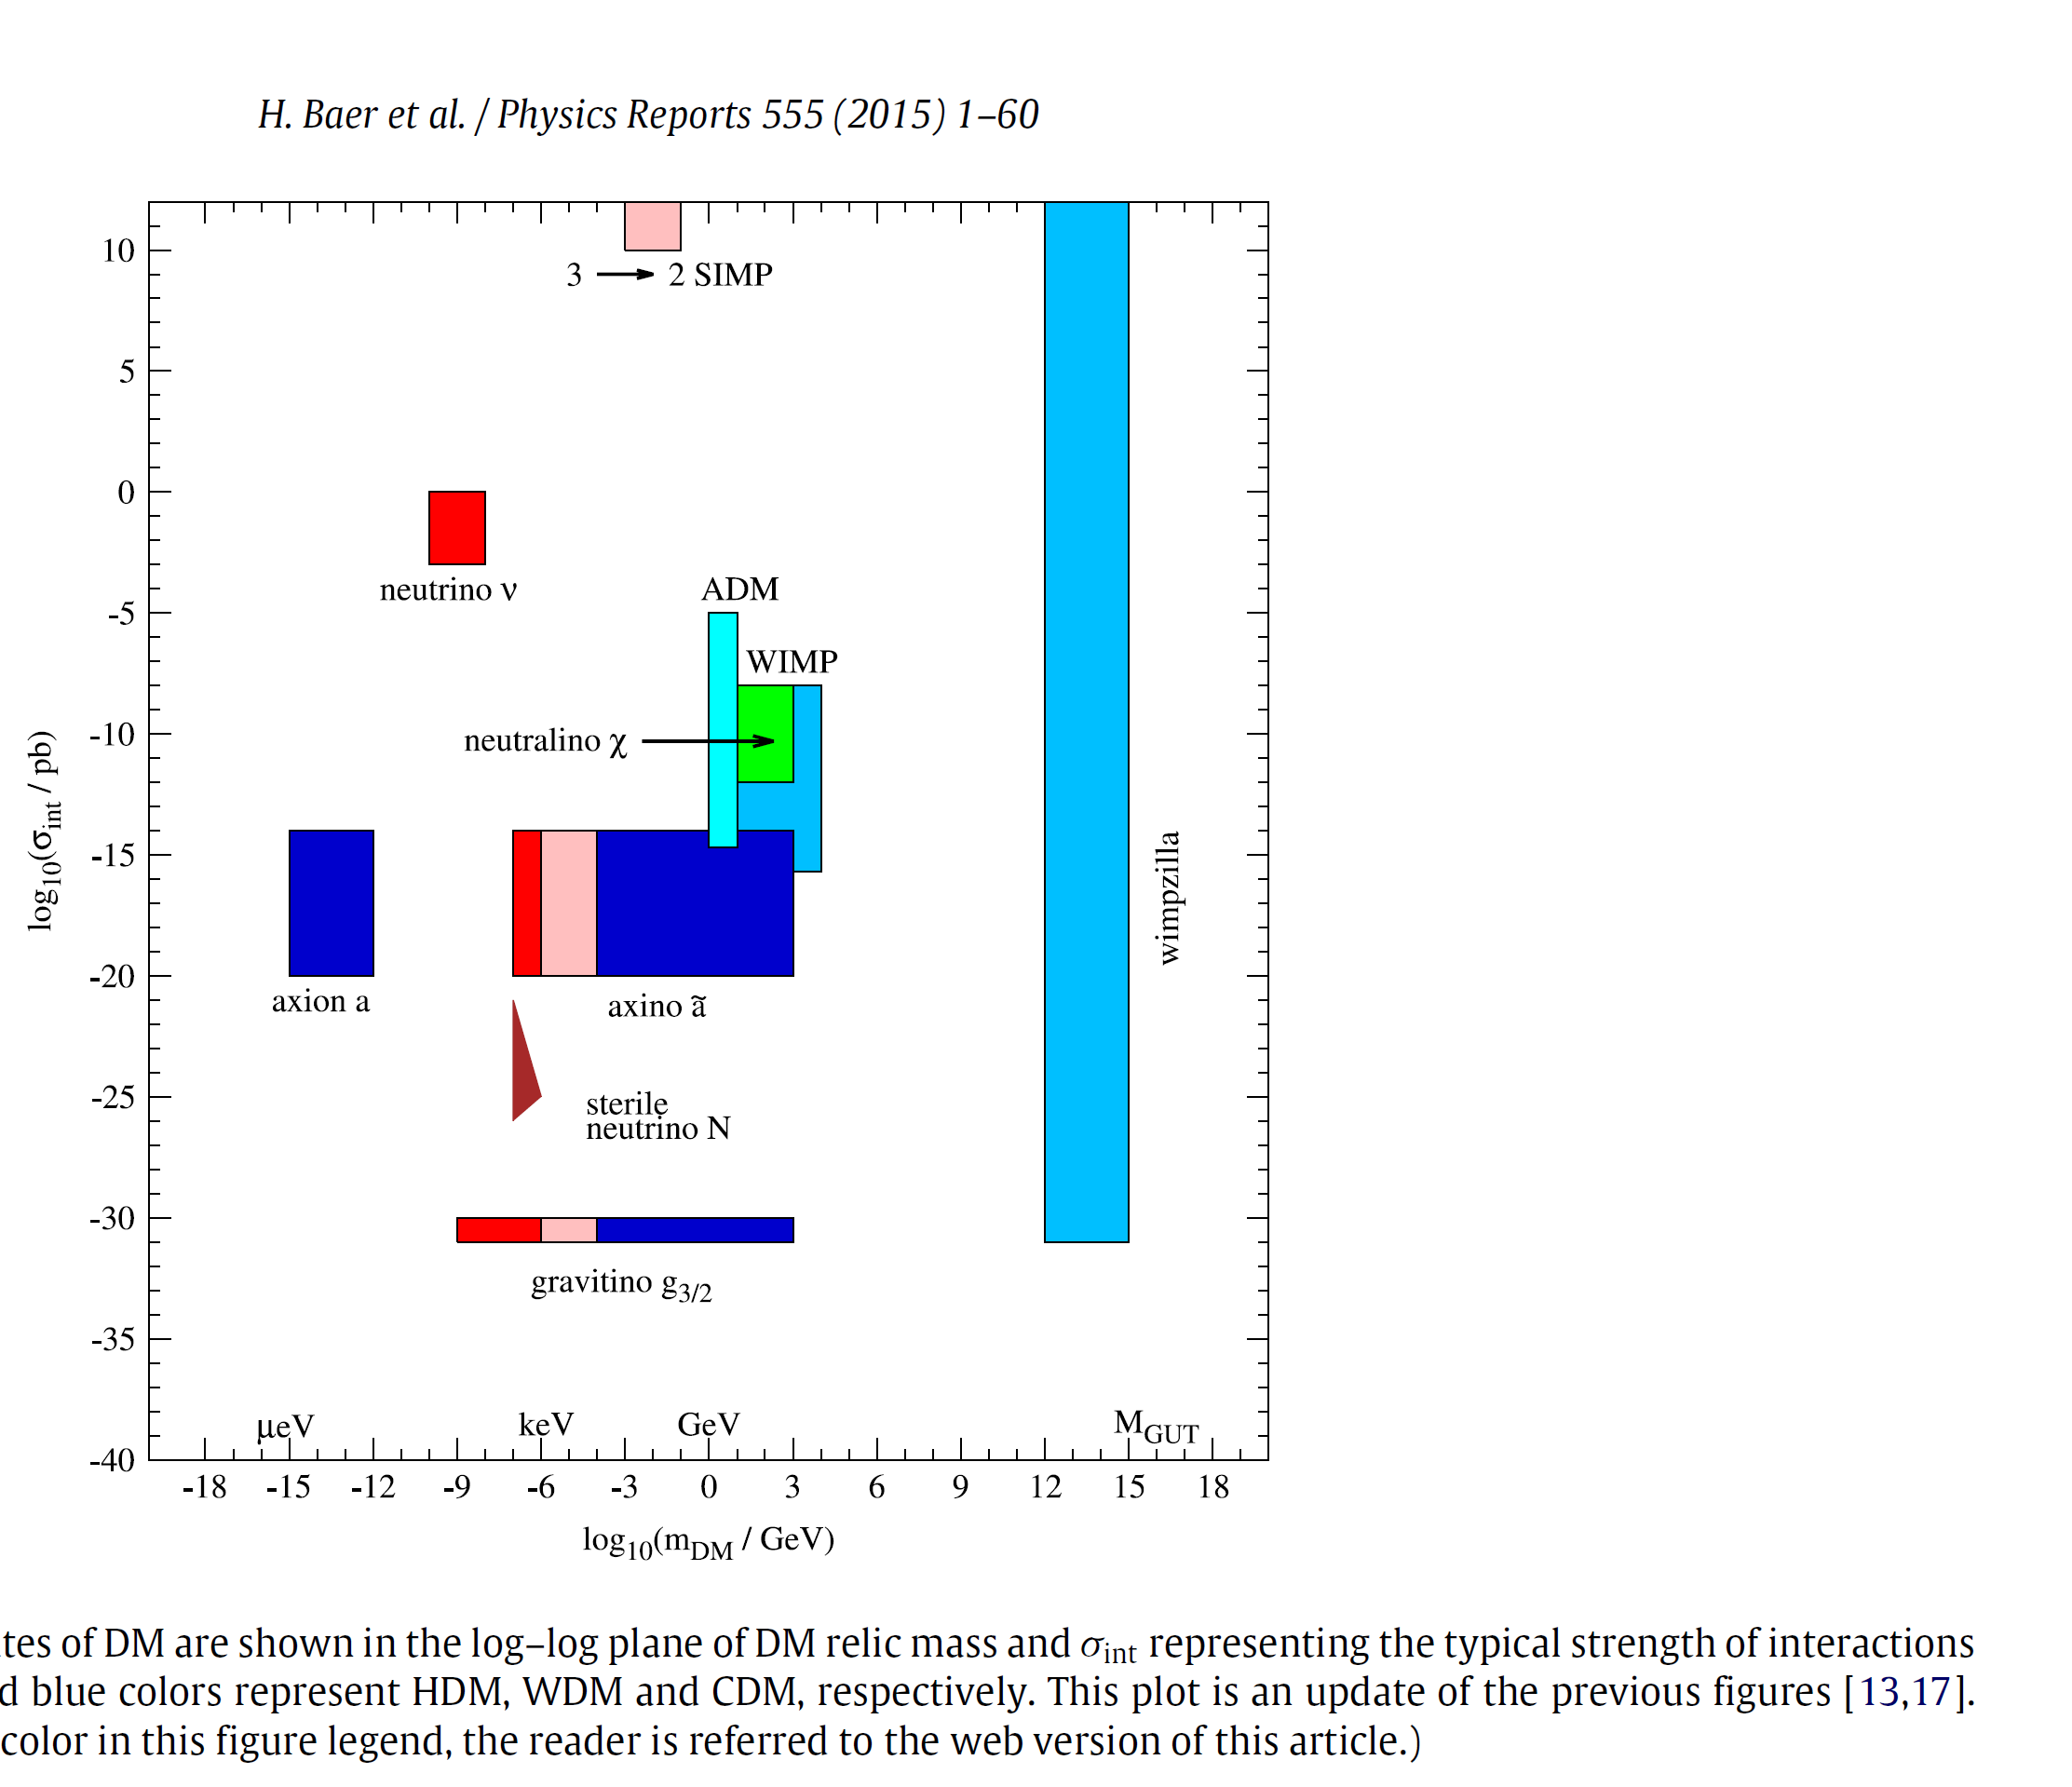 H. Baer et al. / Physics Reports 555 (2015) 1–60
10
3 2 SIMP
5
0
neutrino ν
ADM
-5
WIMP
-10
neutralino χ
log10(σint / pb)
-15
wimpzilla
-20
axion a
axino ã
-25
sterile
neutrino N
-30
gravitino g3/2
-35
μeV keV GeV MGUT
-40
-18 -15 -12 -9 -6 -3 0 3 6 9 12 15 18
log10(mDM / GeV)
tes of DM are shown in the log–log plane of DM relic mass and σint representing the typical strength of interactions
d blue colors represent HDM, WDM and CDM, respectively. This plot is an update of the previous figures [13,17].
color in this figure legend, the reader is referred to the web version of this article.)